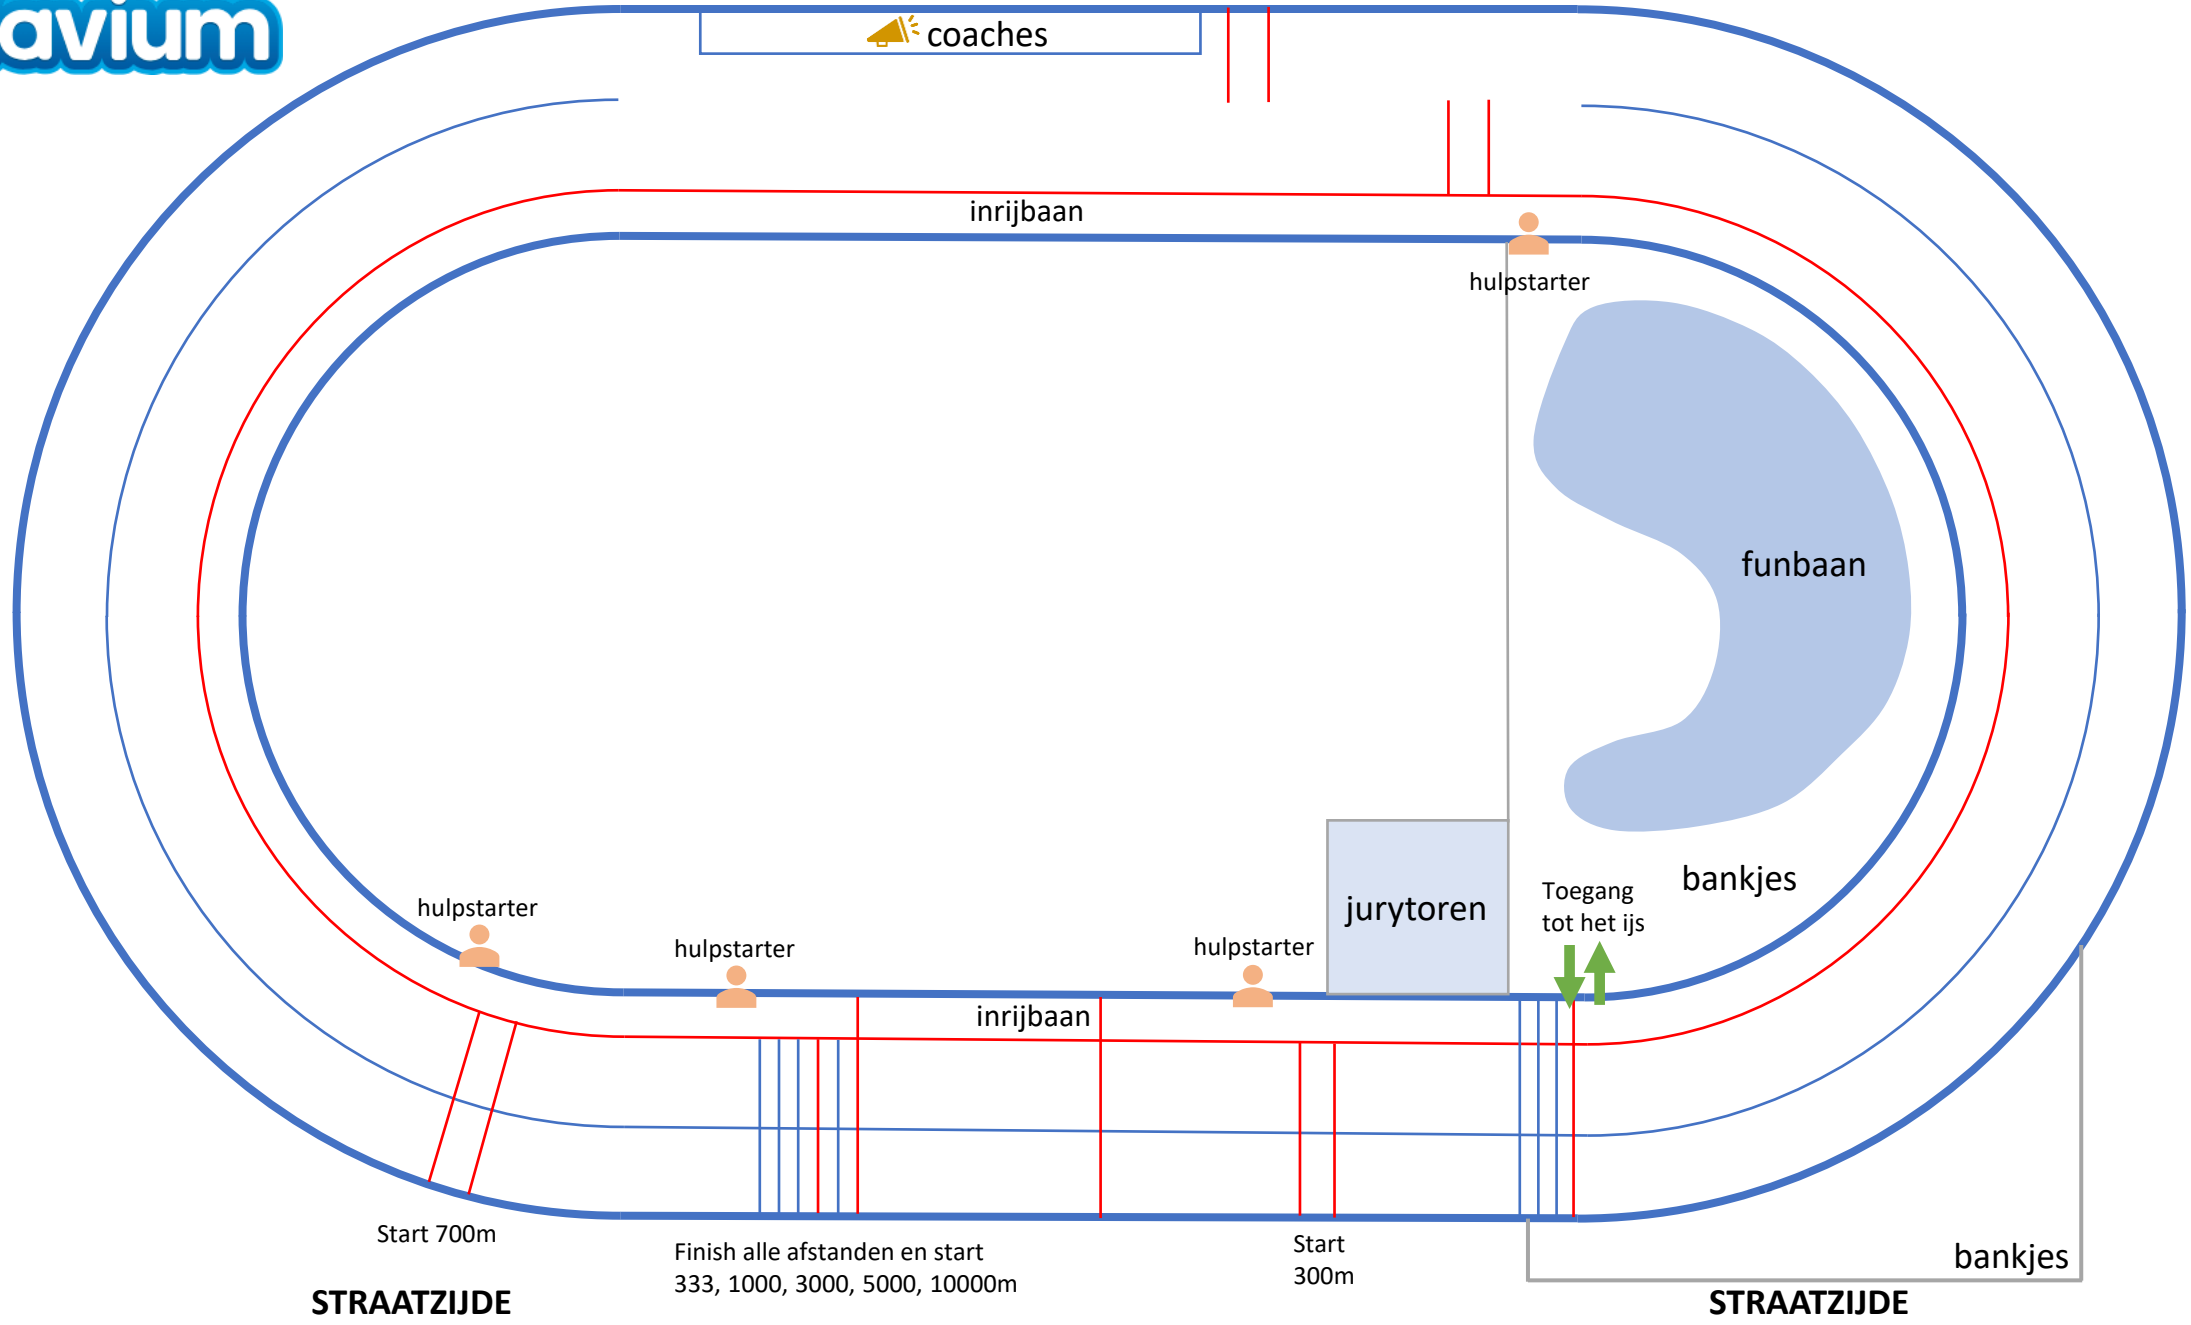 avium
coaches
inrijbaan
hulpstarter
funbaan
bankjes
Toegang
tot het ijs
jurytoren
hulpstarter
hulpstarter
hulpstarter
inrijbaan
Start 700m
Finish alle afstanden en start
333, 1000, 3000, 5000, 10000m
Start
300m
bankjes
STRAATZIJDE
STRAATZIJDE